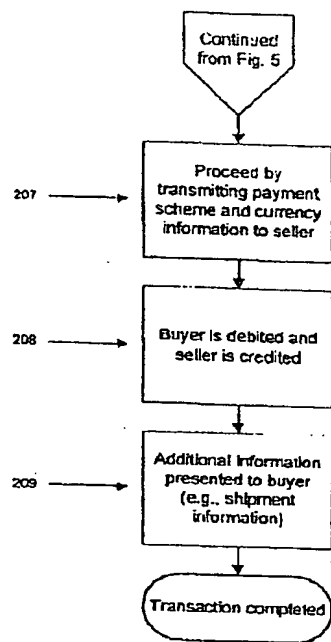 Continued
from Fig. 5
207
Proceed by
transmitting payment
scheme and currency
information to seller
208
Buyer is debited and
seller is credited
209
Additional information
presented to buyer
(e.g., shipment
information)
Transaction completed